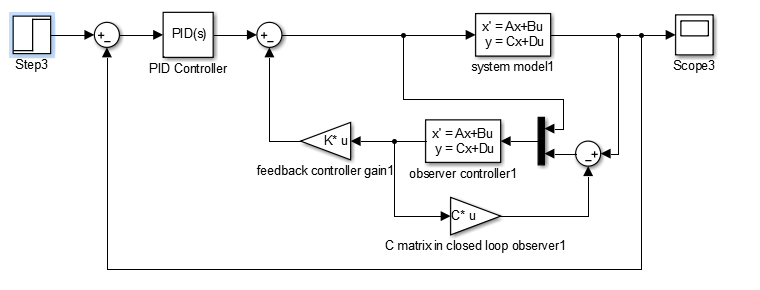 Step3
PID(s)
PID Controller
x' = Ax+Bu
y = Cx+Du
system model1
Scope3
K* u
feedback controller gain1
x' = Ax+Bu
y = Cx+Du
observer controller1
C* u
C matrix in closed loop observer1